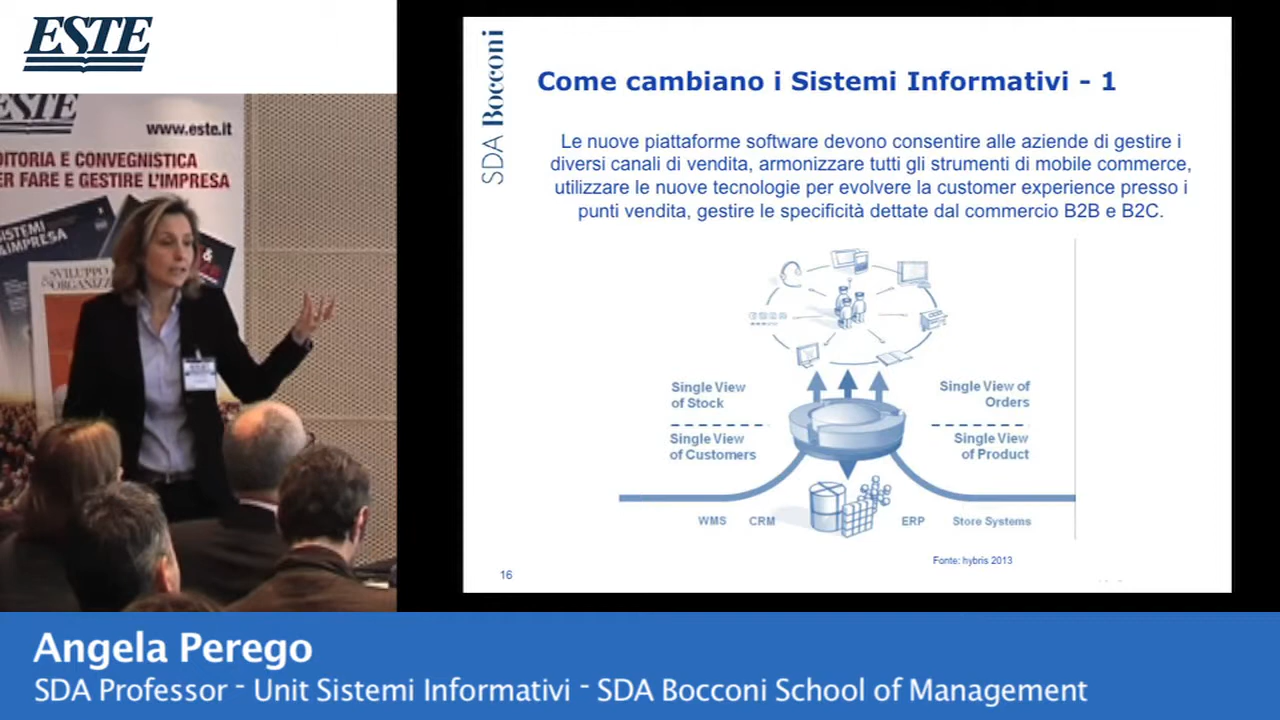 ESTE
ESTE
www.este.it
DITORIA E CONVEGNISTICA
ER FARE E GESTIRE L'IMPRESA
SISTEMI
&IMPRESA
SVILUPPO
&ORGANIZZ
SDA Bocconi
Come cambiano i Sistemi Informativi - 1
Le nuove piattaforme software devono consentire alle aziende di gestire i
diversi canali di vendita, armonizzare tutti gli strumenti di mobile commerce,
utilizzare le nuove tecnologie per evolvere la customer experience presso i
punti vendita, gestire le specificità dettate dal commercio B2B e B2C.
Single View
of Stock
Single View of
Orders
Single View
of Customers
Single View
of Product
WMS CRM ERP Store Systems
Fonte: hybris 2013
16
Angela Perego
SDA Professor - Unit Sistemi Informativi - SDA Bocconi School of Management